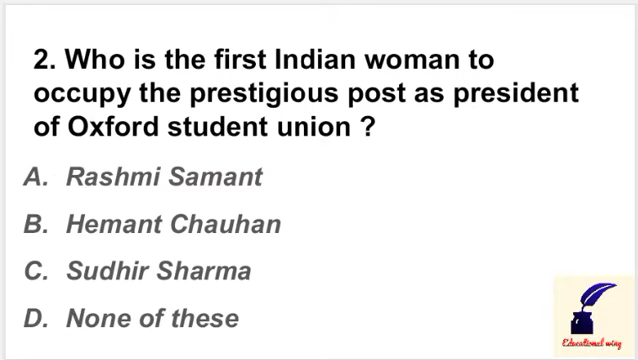 2. Who is the first Indian woman to
occupy the prestigious post as president
of Oxford student union ?
A. Rashmi Samant
B. Hemant Chauhan
C. Sudhir Sharma
D. None of these
Educational wing